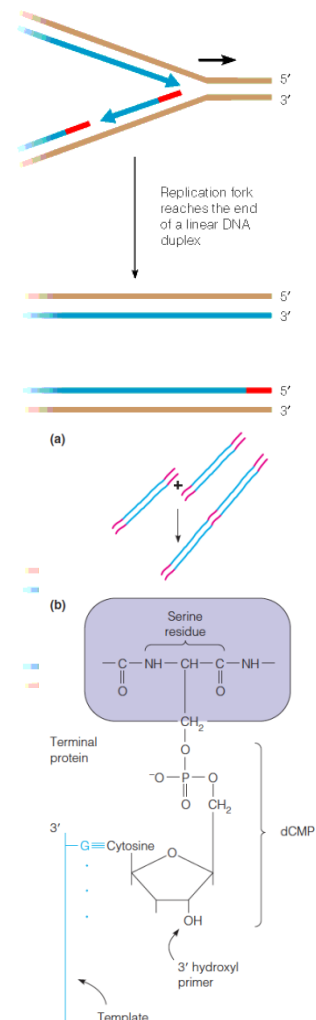 5′
3′
Replication fork
reaches the end
of a linear DNA
duplex
5′
3′
5′
3′
(a)
+
(b)
Serine
residue
—C—NH—CH—C—NH—
O
O
CH2
Terminal
protein
O
−O—P—O
O CH2
dCMP
3′
G≡Cytosine
O
OH
3′ hydroxyl
primer
Template